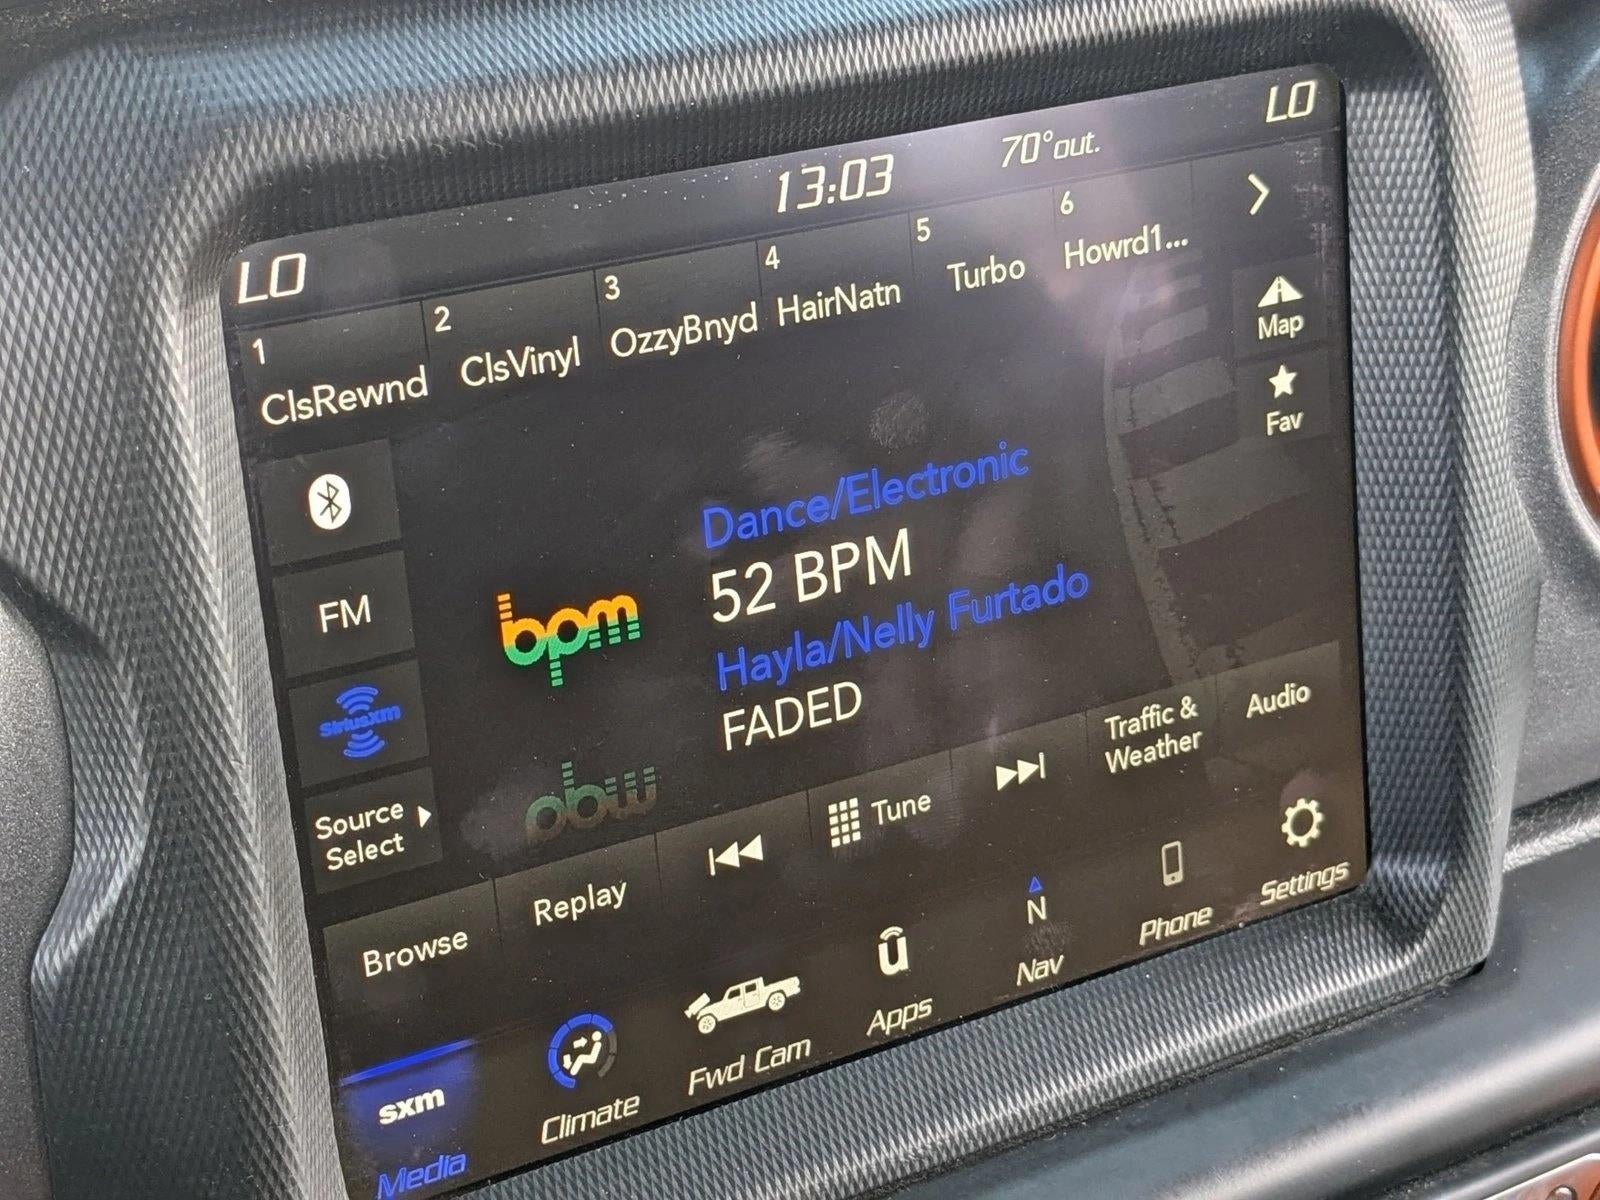 LO
13:03
70°out.
LO
1
ClsRewnd
2
ClsVinyl
3
OzzyBnyd
4
HairNatn
5
Turbo
6
Howrd1...
Map
Fav
FM
SiriusXM
Source
Select
bpm
Dance/Electronic
52 BPM
Hayla/Nelly Furtado
FADED
Browse
Replay
Tune
Traffic &
Weather
Audio
sxm
Media
Climate
Fwd Cam
u
Apps
N
Nav
Phone
Settings